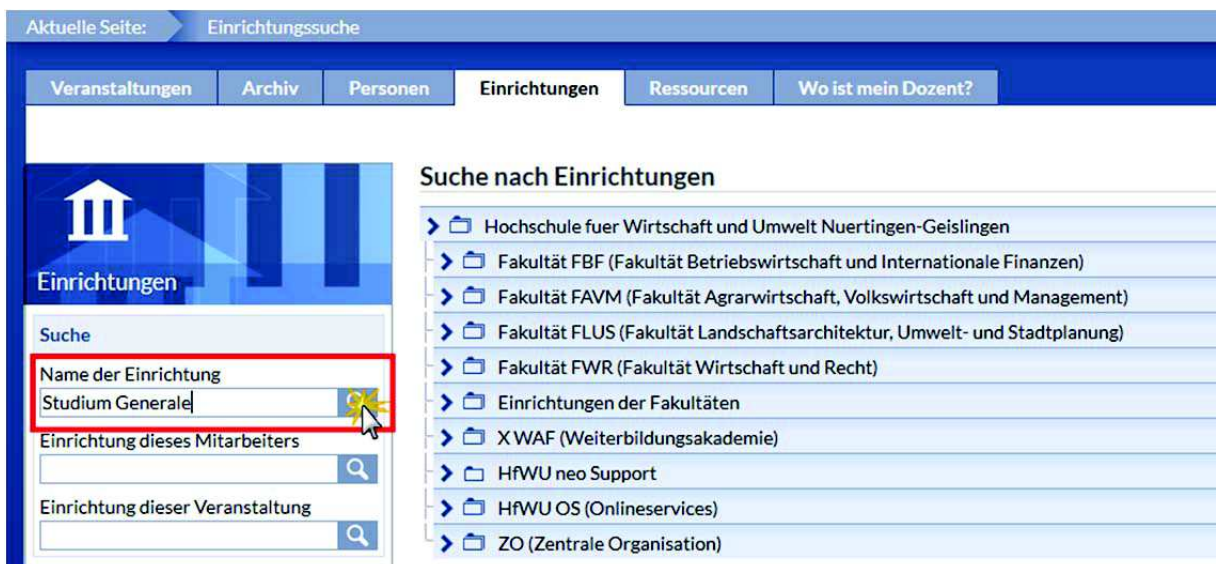 Aktuelle Seite: Einrichtungssuche
Veranstaltungen Archiv Personen Einrichtungen Ressourcen Wo ist mein Dozent?
Einrichtungen
Suche
Name der Einrichtung
Studium Generale
Einrichtung dieses Mitarbeiters
Einrichtung dieser Veranstaltung
Suche nach Einrichtungen
Hochschule fuer Wirtschaft und Umwelt Nuertingen-Geislingen
Fakultät FBF (Fakultät Betriebswirtschaft und Internationale Finanzen)
Fakultät FAVM (Fakultät Agrarwirtschaft, Volkswirtschaft und Management)
Fakultät FLUS (Fakultät Landschaftsarchitektur, Umwelt- und Stadtplanung)
Fakultät FWR (Fakultät Wirtschaft und Recht)
Einrichtungen der Fakultäten
X WAF (Weiterbildungsakademie)
HfWU neo Support
HfWU OS (Onlineservices)
ZO (Zentrale Organisation)